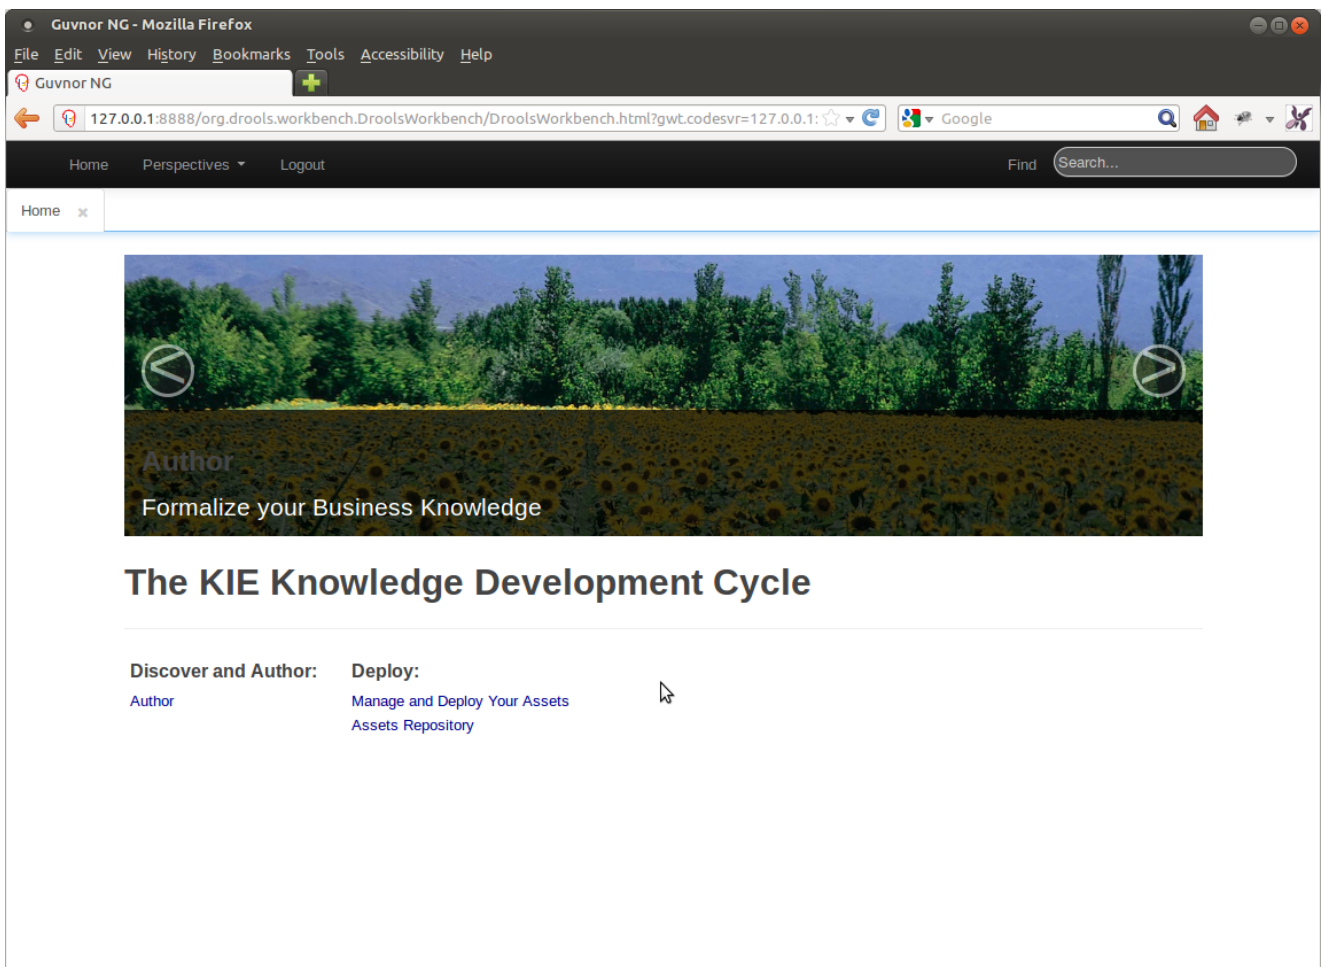 Guvnor NG - Mozilla Firefox
File Edit View History Bookmarks Tools Accessibility Help
Guvnor NG
127.0.0.1:8888/org.drools.workbench.DroolsWorkbench/DroolsWorkbench.html?gwt.codesvr=127.0.0.1: Google
Home Perspectives Logout Find Search...
Home
Author
Formalize your Business Knowledge
The KIE Knowledge Development Cycle
Discover and Author: Deploy:
Author Manage and Deploy Your Assets
Assets Repository